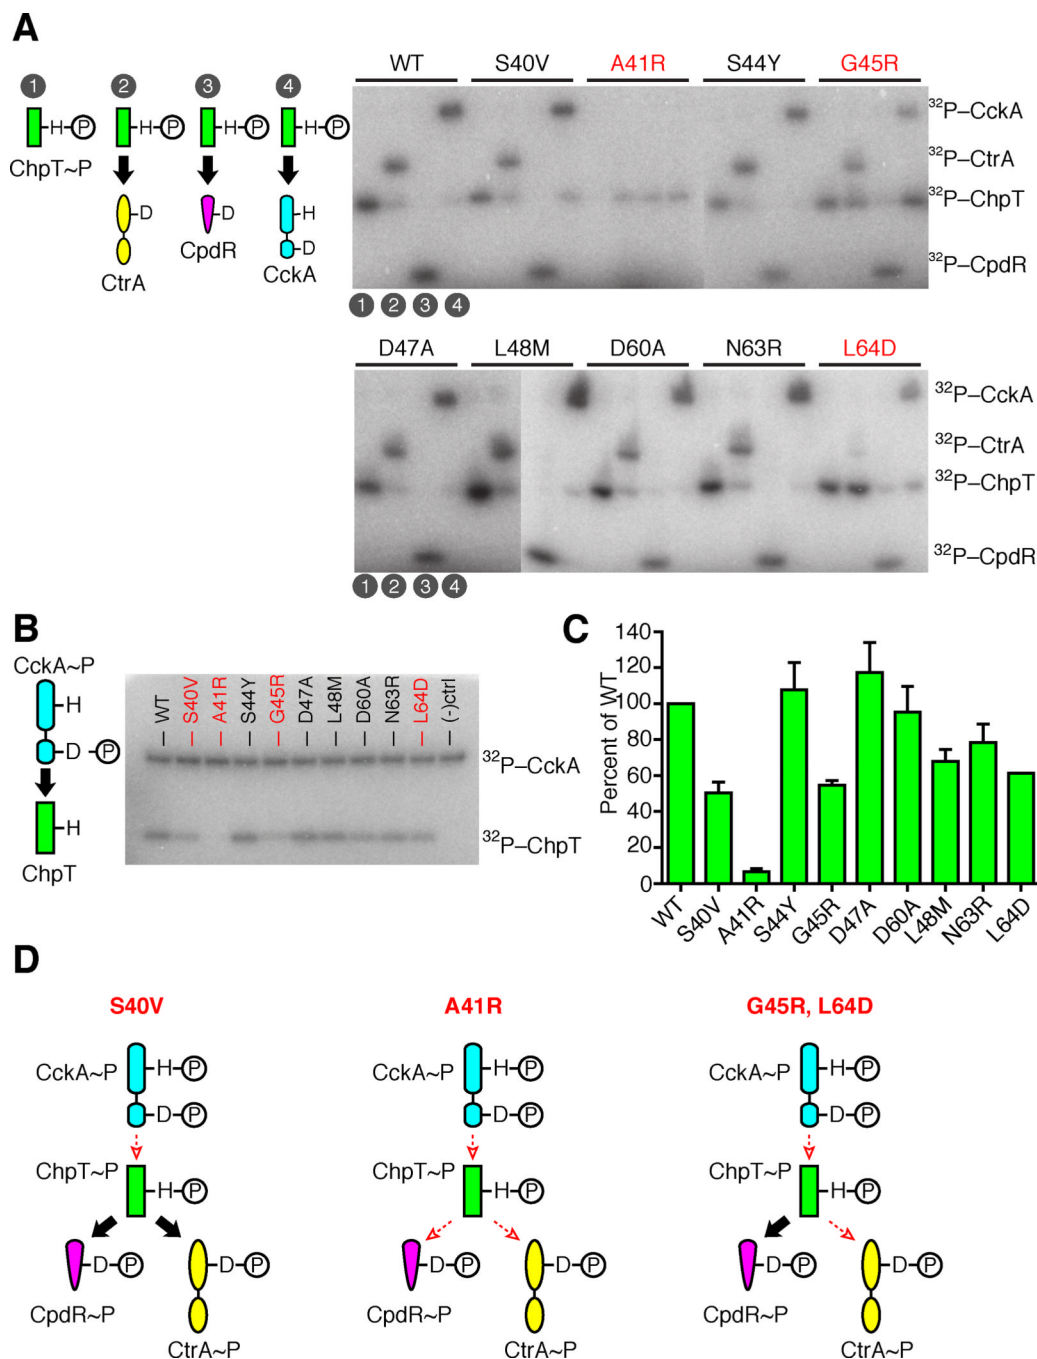 A
WT S40V A41R S44Y G45R
1 2 3 4
H P H P H P H P
ChpT~P
D D H
D
CtrA CpdR CckA
³²P–CckA
³²P–CtrA
³²P–ChpT
³²P–CpdR
1 2 3 4
D47A L48M D60A N63R L64D
³²P–CckA
³²P–CtrA
³²P–ChpT
³²P–CpdR
1 2 3 4
B
CckA~P
H
D P
H
ChpT
WT S40V A41R S44Y G45R D47A L48M D60A N63R L64D (-)ctrl
³²P–CckA
³²P–ChpT
C
Percent of WT
140
120
100
80
60
40
20
0
WT S40V A41R S44Y G45R D47A D60A L48M N63R L64D
D
S40V A41R G45R, L64D
CckA~P H P CckA~P H P CckA~P H P
D P D P D P
ChpT~P H P ChpT~P H P ChpT~P H P
D P D P D P D P D P D P
CpdR~P CpdR~P CpdR~P
CtrA~P CtrA~P CtrA~P